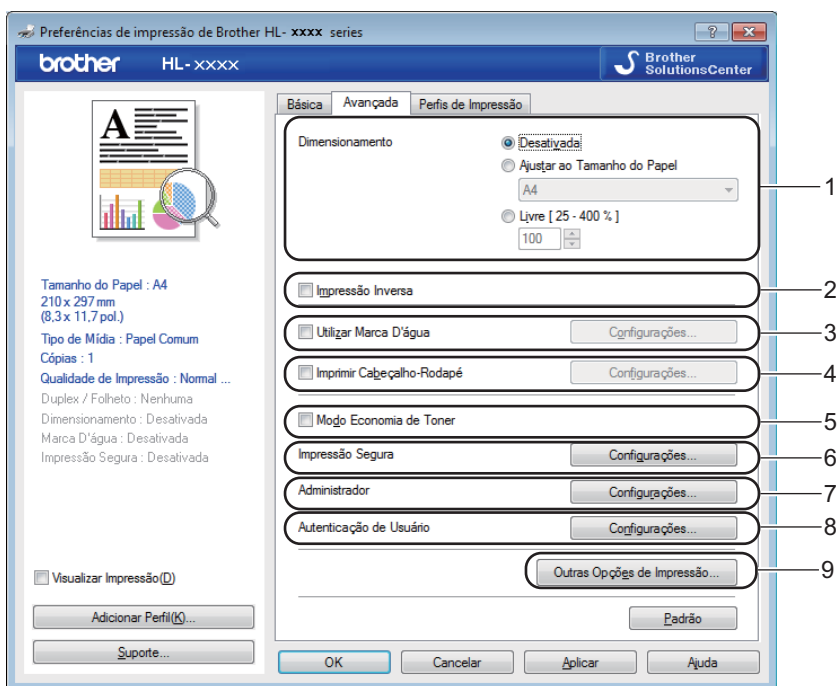 Preferências de impressão de Brother HL- xxxx series
brother HL-xxxx
Brother
SolutionsCenter
A
Tamanho do Papel : A4
210 x 297 mm
(8,3 x 11,7 pol.)
Tipo de Mídia : Papel Comum
Cópias : 1
Qualidade de Impressão : Normal ...
Duplex / Folheto : Nenhuma
Dimensionamento : Desativada
Marca D'água : Desativada
Impressão Segura : Desativada
Visualizar Impressão(D)
Adicionar Perfil(K)...
Suporte...
Básica Avançada Perfis de Impressão
Dimensionamento Desativada
Ajustar ao Tamanho do Papel
A4
Livre [ 25 - 400 % ]
100
1
Impressão Inversa 2
Utilizar Marca D'água Configurações... 3
Imprimir Cabeçalho-Rodapé Configurações... 4
Modo Economia de Toner 5
Impressão Segura Configurações... 6
Administrador Configurações... 7
Autenticação de Usuário Configurações... 8
Outras Opções de Impressão... 9
Padrão
OK Cancelar Aplicar Ajuda